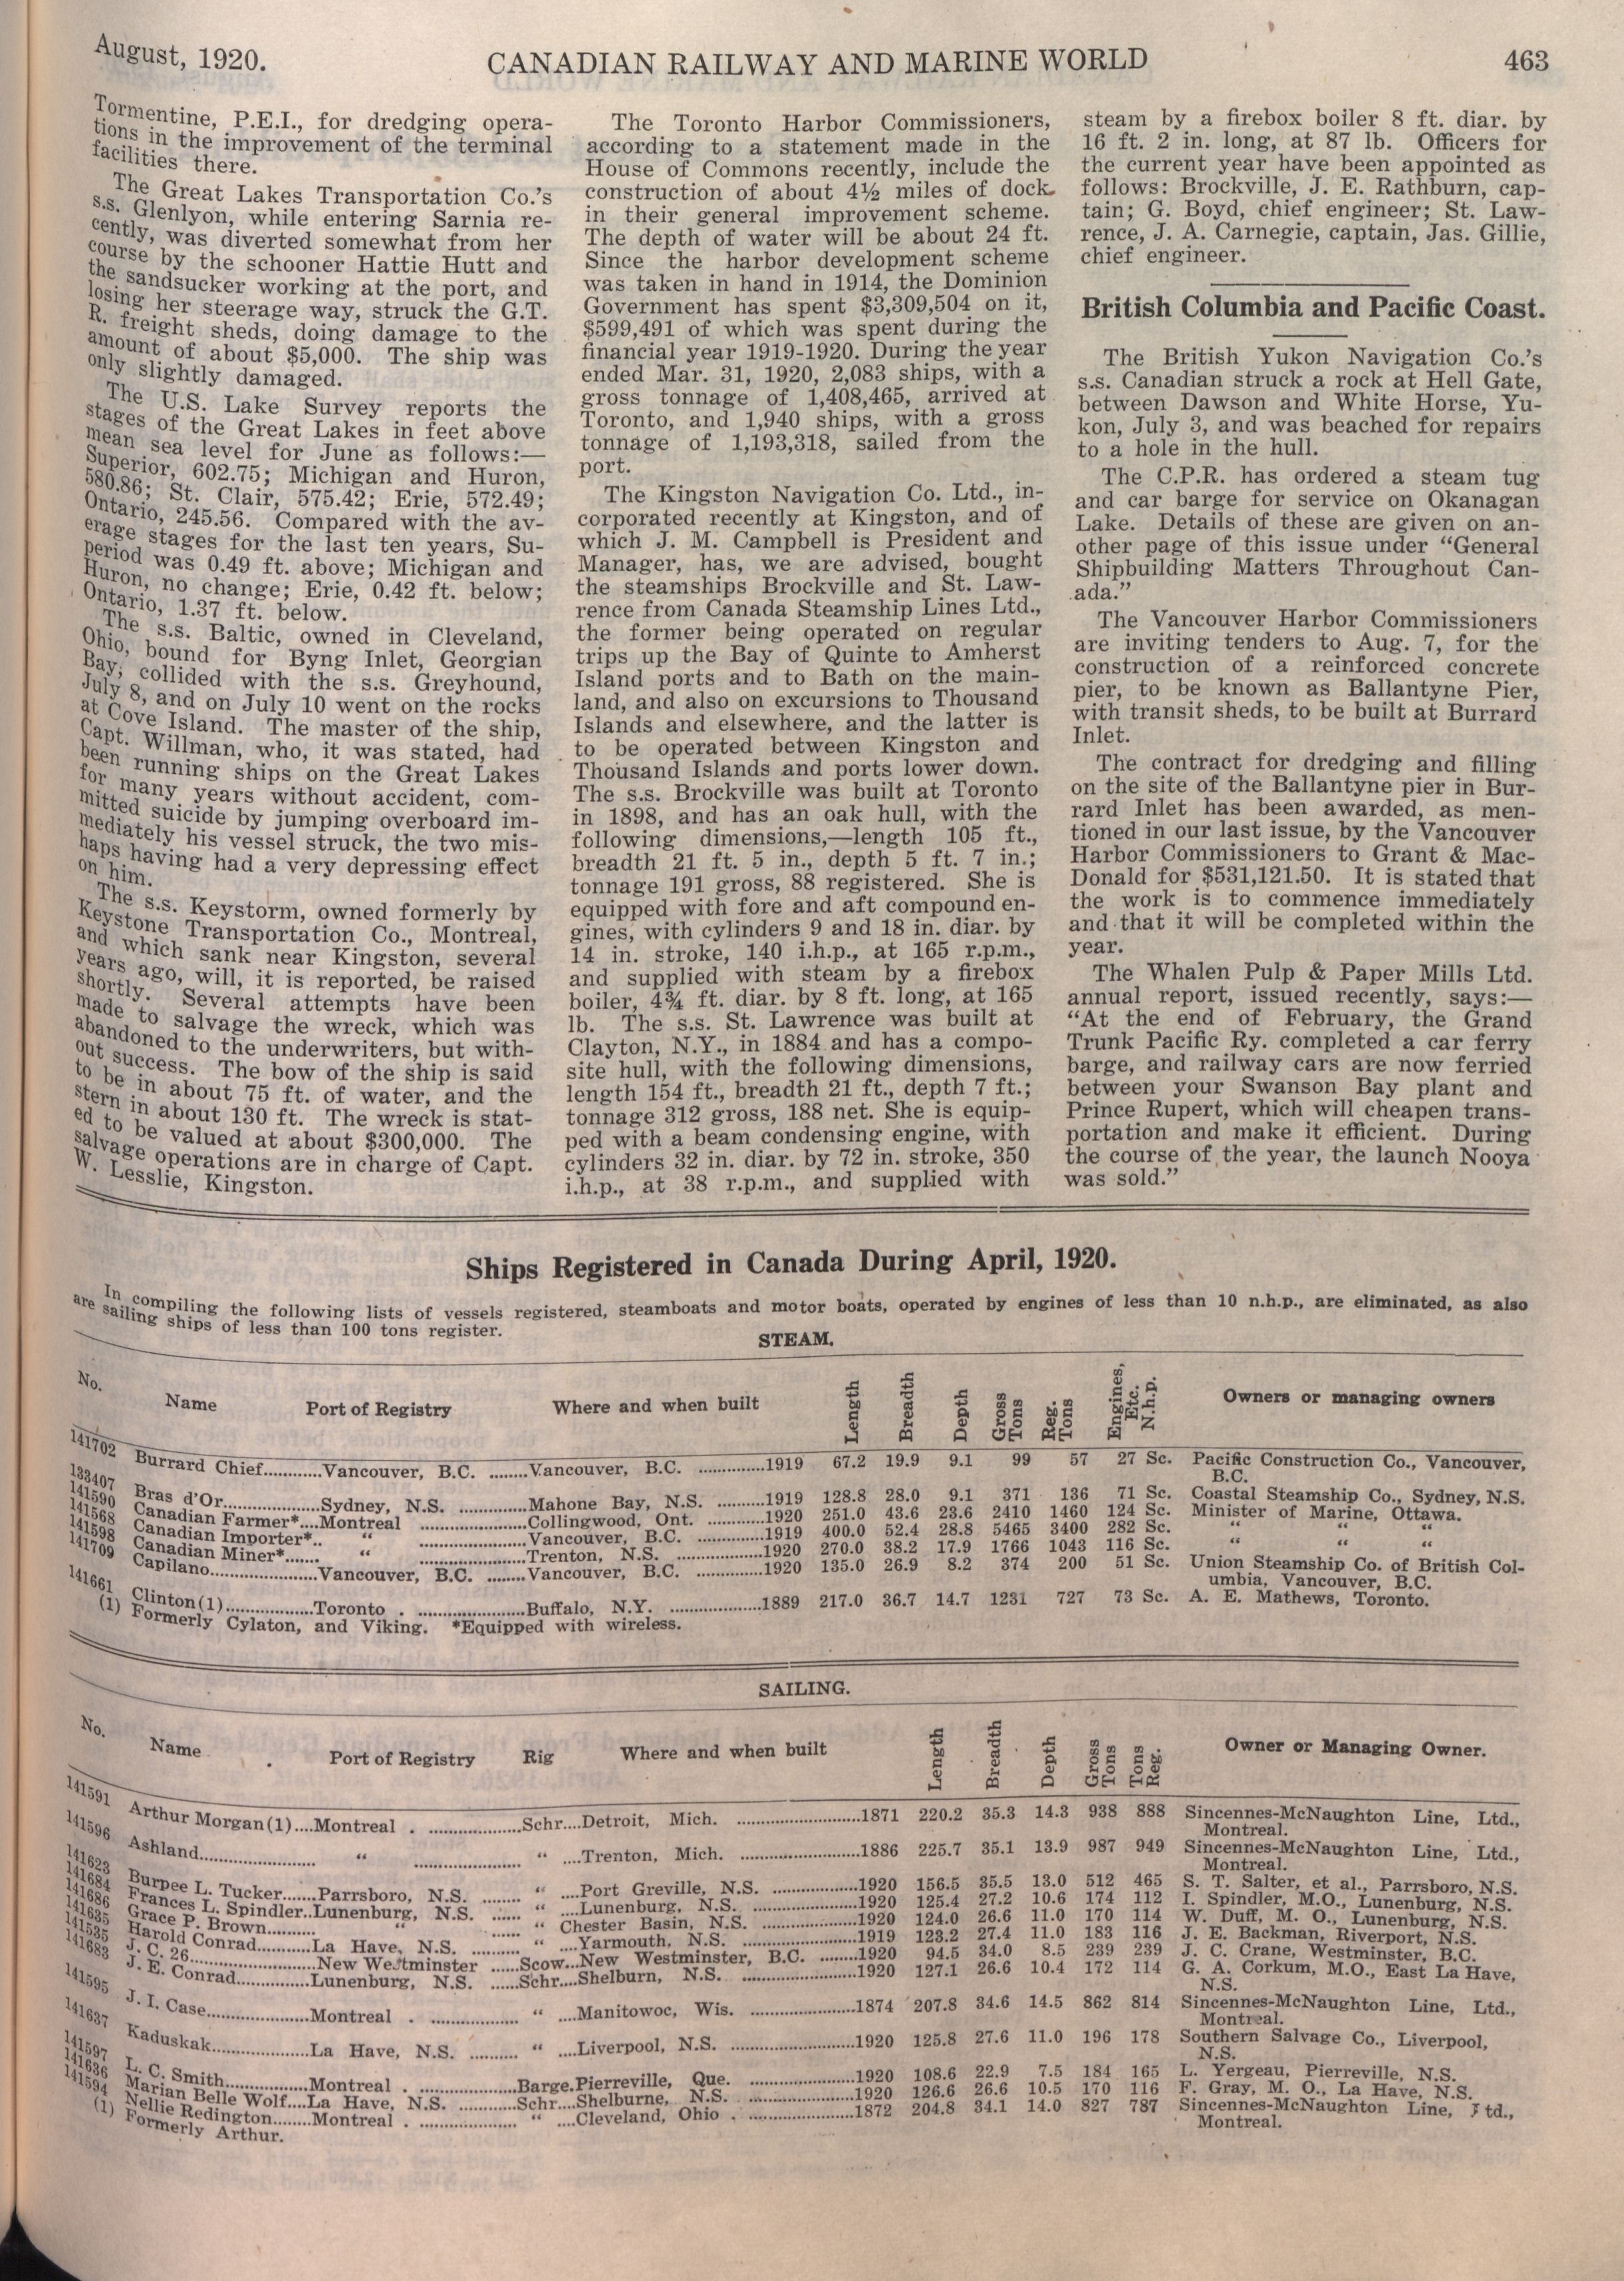 August, 1920.
CANADIAN RAILWAY AND MARINE WORLD
463
Tormentine, P.E.I., for dredging opera-
tions in the improvement of the terminal
facilities there.
The Great Lakes Transportation Co.'s
s.s. Glenlyon, while entering Sarnia re-
cently, was diverted somewhat from her
course by the schooner Hattie Hutt and
the sandsucker working at the port, and
losing her steerage way, struck the G.T.
R. freight sheds, doing damage to the
amount of about $5,000. The ship was
only slightly damaged.
The U.S. Lake Survey reports the
stages of the Great Lakes in feet above
mean sea level for June as follows:—
Superior, 602.75; Michigan and Huron,
580.86; St. Clair, 575.42; Erie, 572.49;
Ontario, 245.56. Compared with the av-
erage stages for the last ten years, Su-
period was 0.49 ft. above; Michigan and
Huron, no change; Erie, 0.42 ft. below;
Ontario, 1.37 ft. below.
The s.s. Baltic, owned in Cleveland,
Ohio, bound for Byng Inlet, Georgian
Bay, collided with the s.s. Greyhound,
July 8, and on July 10 went on the rocks
at Cove Island. The master of the ship,
Capt. Willman, who, it was stated, had
been running ships on the Great Lakes
for many years without accident, com-
mitted suicide by jumping overboard im-
mediately his vessel struck, the two mis-
haps having had a very depressing effect
on him.
The s.s. Keystorm, owned formerly by
Keystone Transportation Co., Montreal,
and which sank near Kingston, several
years ago, will, it is reported, be raised
shortly. Several attempts have been
made to salvage the wreck, which was
abandoned to the underwriters, but with-
out success. The bow of the ship is said
to be in about 75 ft. of water, and the
stern in about 130 ft. The wreck is stat-
ed to be valued at about $300,000. The
salvage operations are in charge of Capt.
W. Lesslie, Kingston.
The Toronto Harbor Commissioners,
according to a statement made in the
House of Commons recently, include the
construction of about 4½ miles of dock
in their general improvement scheme.
The depth of water will be about 24 ft.
Since the harbor development scheme
was taken in hand in 1914, the Dominion
Government has spent $3,309,504 on it,
$599,491 of which was spent during the
financial year 1919-1920. During the year
ended Mar. 31, 1920, 2,083 ships, with a
gross tonnage of 1,408,465, arrived at
Toronto, and 1,940 ships, with a gross
tonnage of 1,193,318, sailed from the
port.
The Kingston Navigation Co. Ltd., in-
corporated recently at Kingston, and of
which J. M. Campbell is President and
Manager, has, we are advised, bought
the steamships Brockville and St. Law-
rence from Canada Steamship Lines Ltd.,
the former being operated on regular
trips up the Bay of Quinte to Amherst
Island ports and to Bath on the main-
land, and also on excursions to Thousand
Islands and elsewhere, and the latter is
to be operated between Kingston and
Thousand Islands and ports lower down.
The s.s. Brockville was built at Toronto
in 1898, and has an oak hull, with the
following dimensions,—length 105 ft.,
breadth 21 ft. 5 in., depth 5 ft. 7 in.;
tonnage 191 gross, 88 registered. She is
equipped with fore and aft compound en-
gines, with cylinders 9 and 18 in. diar. by
14 in. stroke, 140 i.h.p., at 165 r.p.m.,
and supplied with steam by a firebox
boiler, 4¾ ft. diar. by 8 ft. long, at 165
lb. The s.s. St. Lawrence was built at
Clayton, N.Y., in 1884 and has a compo-
site hull, with the following dimensions,
length 154 ft., breadth 21 ft., depth 7 ft.;
tonnage 312 gross, 188 net. She is equip-
ped with a beam condensing engine, with
cylinders 32 in. diar. by 72 in. stroke, 350
i.h.p., at 38 r.p.m., and supplied with
steam by a firebox boiler 8 ft. diar. by
16 ft. 2 in. long, at 87 lb. Officers for
the current year have been appointed as
follows: Brockville, J. E. Rathburn, cap-
tain; G. Boyd, chief engineer; St. Law-
rence, J. A. Carnegie, captain, Jas. Gillie,
chief engineer.
British Columbia and Pacific Coast.
The British Yukon Navigation Co.'s
s.s. Canadian struck a rock at Hell Gate,
between Dawson and White Horse, Yu-
kon, July 3, and was beached for repairs
to a hole in the hull.
The C.P.R. has ordered a steam tug
and car barge for service on Okanagan
Lake. Details of these are given on an-
other page of this issue under "General
Shipbuilding Matters Throughout Can-
ada."
The Vancouver Harbor Commissioners
are inviting tenders to Aug. 7, for the
construction of a reinforced concrete
pier, to be known as Ballantyne Pier,
with transit sheds, to be built at Burrard
Inlet.
The contract for dredging and filling
on the site of the Ballantyne pier in Bur-
rard Inlet has been awarded, as men-
tioned in our last issue, by the Vancouver
Harbor Commissioners to Grant & Mac-
Donald for $531,121.50. It is stated that
the work is to commence immediately
and that it will be completed within the
year.
The Whalen Pulp & Paper Mills Ltd.
annual report, issued recently, says:—
"At the end of February, the Grand
Trunk Pacific Ry. completed a car ferry
barge, and railway cars are now ferried
between your Swanson Bay plant and
Prince Rupert, which will cheapen trans-
portation and make it efficient. During
the course of the year, the launch Nooya
was sold."
Ships Registered in Canada During April, 1920.
In compiling the following lists of vessels registered, steamboats and motor boats, operated by engines of less than 10 n.h.p., are eliminated, as also
are sailing ships of less than 100 tons register.
STEAM.
No. Name Port of Registry Where and when built Length Breadth Depth Gross Tons Reg. Tons Engines, Etc. N.h.p. Owners or managing owners
141702 Burrard Chief............Vancouver, B.C. ........Vancouver, B.C. .............1919 67.2 19.9 9.1 99 57 27 Sc. Pacific Construction Co., Vancouver,
B.C.
133407 Bras d'Or....................Sydney, N.S. ..............Mahone Bay, N.S. ..........1919 128.8 28.0 9.1 371 136 71 Sc. Coastal Steamship Co., Sydney, N.S.
141590 Canadian Farmer*....Montreal ......................Collingwood, Ont. ............1920 251.0 43.6 23.6 2410 1460 124 Sc. Minister of Marine, Ottawa.
141568 Canadian Importer*.. " ......................Vancouver, B.C. ..............1919 400.0 52.4 28.8 5465 3400 282 Sc. " " "
141598 Canadian Miner*....... " ......................Trenton, N.S. .................1920 270.0 38.2 17.9 1766 1043 116 Sc. " " "
141709 Capilano......................Vancouver, B.C. ........Vancouver, B.C. ..............1920 135.0 26.9 8.2 374 200 51 Sc. Union Steamship Co. of British Col-
umbia, Vancouver, B.C.
141661 Clinton(1)..................Toronto . ......................Buffalo, N.Y. ...................1889 217.0 36.7 14.7 1231 727 73 Sc. A. E. Mathews, Toronto.
(1) Formerly Cylaton, and Viking. *Equipped with wireless.
SAILING.
No. Name Port of Registry Rig Where and when built Length Breadth Depth Gross Tons Tons Reg. Owner or Managing Owner.
141591 Arthur Morgan(1)....Montreal . ..................Schr....Detroit, Mich. .........................1871 220.2 35.3 14.3 938 888 Sincennes-McNaughton Line, Ltd.,
Montreal.
141596 Ashland...................... " ..................... " ....Trenton, Mich. ........................1886 225.7 35.1 13.9 987 949 Sincennes-McNaughton Line, Ltd.,
Montreal.
141623 Burpee L. Tucker.......Parrsboro, N.S. ........ " ....Port Greville, N.S. .................1920 156.5 35.5 13.0 512 465 S. T. Salter, et al., Parrsboro, N.S.
141684 Frances L. Spindler..Lunenburg, N.S. ...... " ....Lunenburg, N.S. .....................1920 125.4 27.2 10.6 174 112 I. Spindler, M.O., Lunenburg, N.S.
141686 Grace P. Brown.......... " ...... " Chester Basin, N.S. ...................1920 124.0 26.6 11.0 170 114 W. Duff, M. O., Lunenburg, N.S.
141635 Harold Conrad...........La Have, N.S. .......... " ....Yarmouth, N.S. .......................1919 123.2 27.4 11.0 183 116 J. E. Backman, Riverport, N.S.
141535 J. C. 26..........................New Westminster ......Scow...New Westminster, B.C. ........1920 94.5 34.0 8.5 239 239 J. C. Crane, Westminster, B.C.
141683 J. E. Conrad...............Lunenburg, N.S. ......Schr....Shelburn, N.S. .......................1920 127.1 26.6 10.4 172 114 G. A. Corkum, M.O., East La Have,
N.S.
141595 J. I. Case.....................Montreal . .................. " ....Manitowoc, Wis. .....................1874 207.8 34.6 14.5 862 814 Sincennes-McNaughton Line, Ltd.,
Montreal.
141637 Kaduskak....................La Have, N.S. .......... " ....Liverpool, N.S. .........................1920 125.8 27.6 11.0 196 178 Southern Salvage Co., Liverpool,
N.S.
141597 L. C. Smith.................Montreal . ....................Barge.Pierreville, Que. .....................1920 108.6 22.9 7.5 184 165 L. Yergeau, Pierreville, N.S.
141636 Marian Belle Wolf....La Have, N.S. ............Schr....Shelburne, N.S. .....................1920 126.6 26.6 10.5 170 116 F. Gray, M. O., La Have, N.S.
141594 Nellie Redington........Montreal . .................... " ....Cleveland, Ohio . .....................1872 204.8 34.1 14.0 827 787 Sincennes-McNaughton Line, Ltd.,
Montreal.
(1) Formerly Arthur.